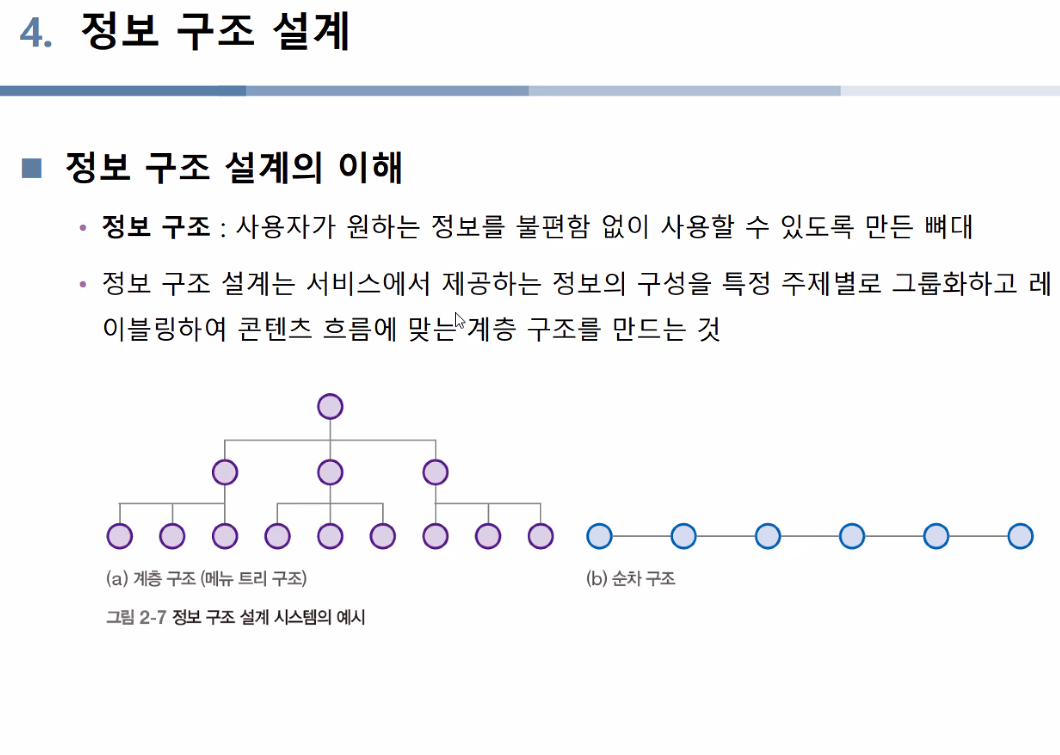 4. 정보 구조 설계
정보 구조 설계의 이해
정보 구조 : 사용자가 원하는 정보를 불편함 없이 사용할 수 있도록 만든 뼈대
정보 구조 설계는 서비스에서 제공하는 정보의 구성을 특정 주제별로 그룹화하고 레
이블링하여 콘텐츠 흐름에 맞는 계층 구조를 만드는 것
(a) 계층 구조 (메뉴 트리 구조)
(b) 순차 구조
그림 2-7 정보 구조 설계 시스템의 예시